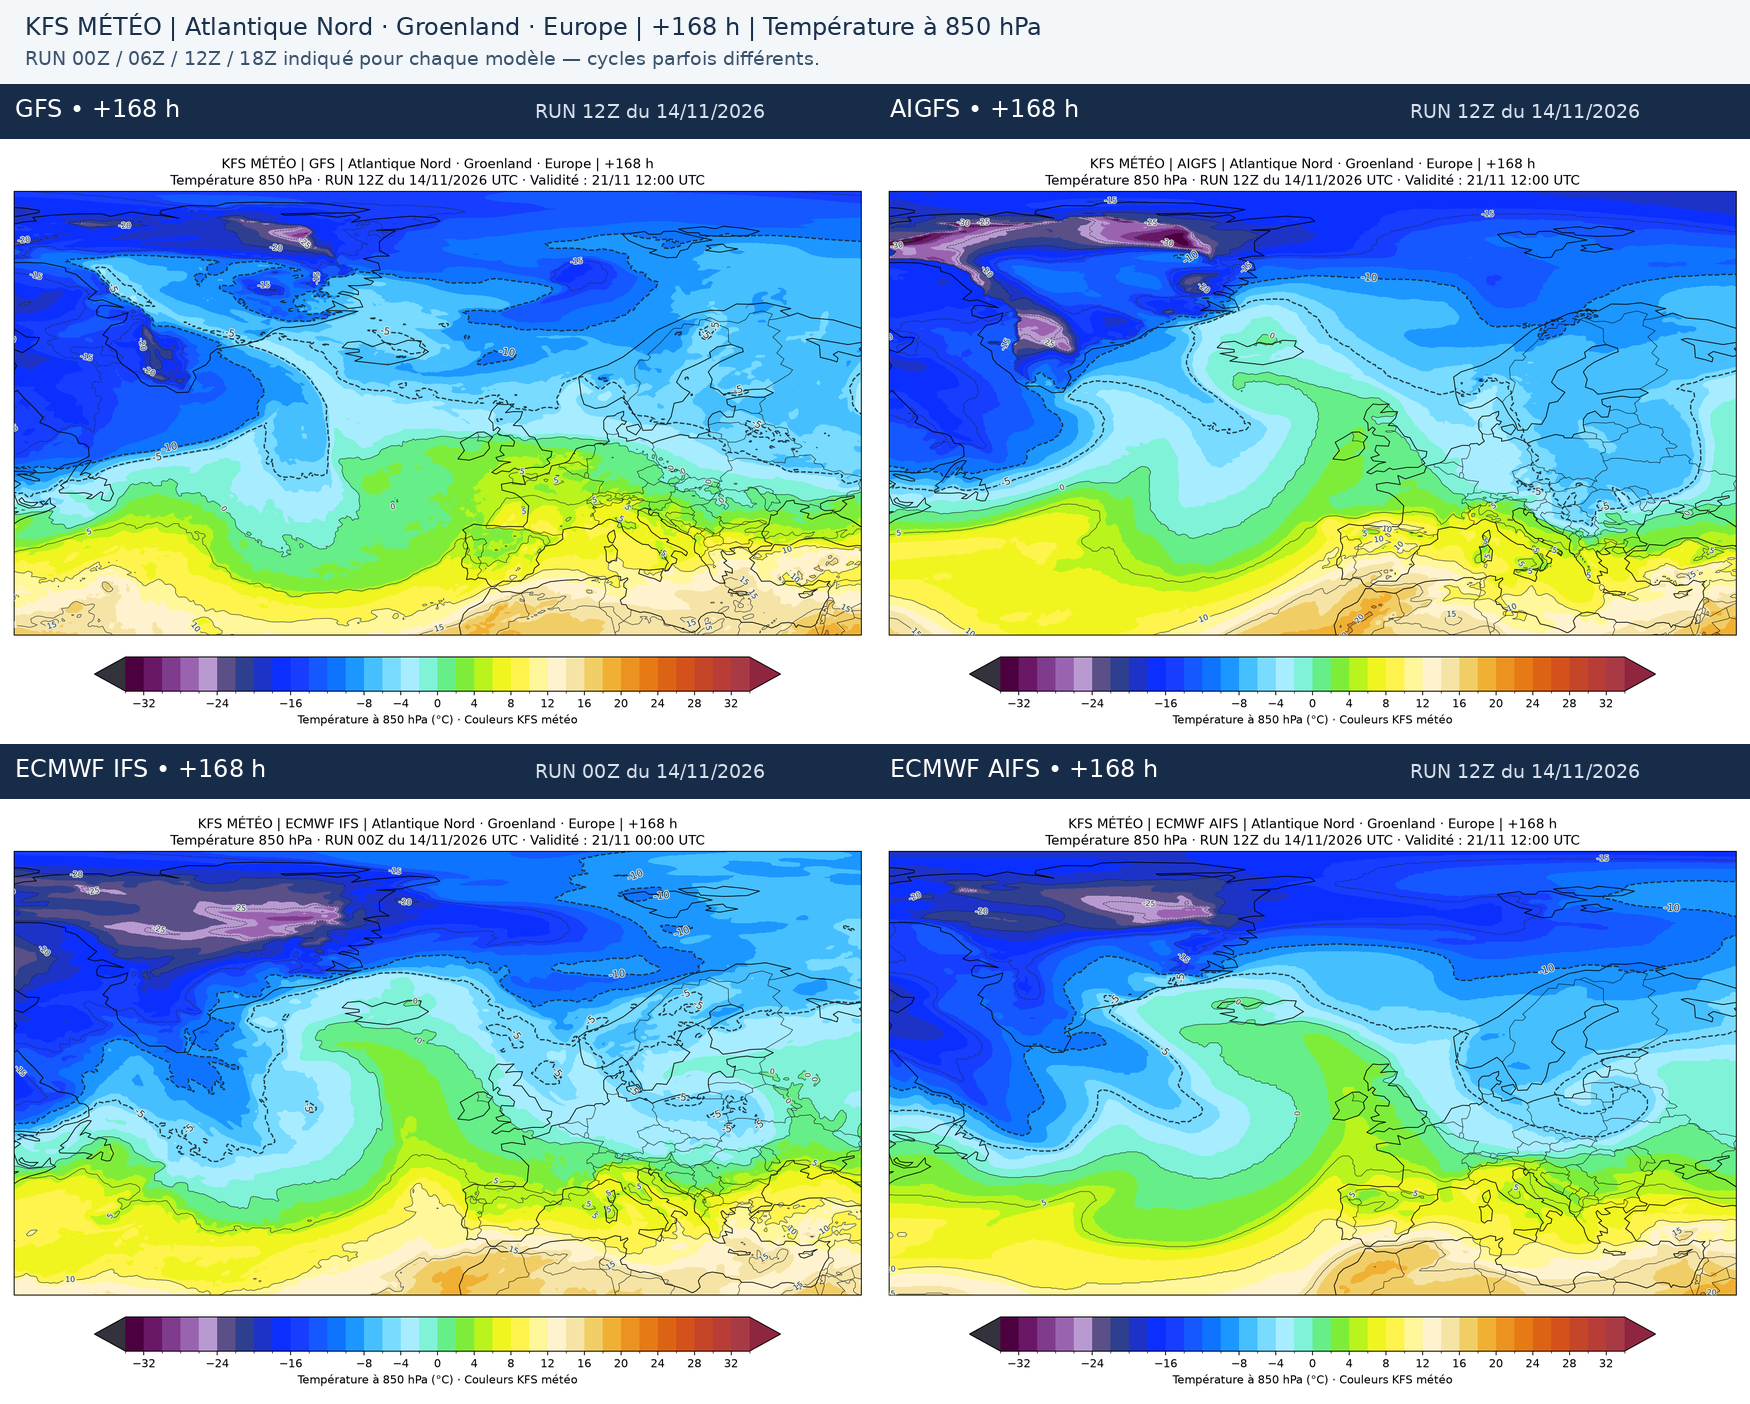 KFS MÉTÉO | Atlantique Nord · Groenland · Europe | +168 h | Température à 850 hPa
RUN 00Z / 06Z / 12Z / 18Z indiqué pour chaque modèle — cycles parfois différents.
GFS • +168 h
RUN 12Z du 14/11/2026
KFS MÉTÉO | GFS | Atlantique Nord · Groenland · Europe | +168 h
Température 850 hPa · RUN 12Z du 14/11/2026 UTC · Validité : 21/11 12:00 UTC
−32 −24 −16 −8 −4 0 4 8 12 16 20 24 28 32
Température à 850 hPa (°C) · Couleurs KFS météo
AIGFS • +168 h
RUN 12Z du 14/11/2026
KFS MÉTÉO | AIGFS | Atlantique Nord · Groenland · Europe | +168 h
Température 850 hPa · RUN 12Z du 14/11/2026 UTC · Validité : 21/11 12:00 UTC
−32 −24 −16 −8 −4 0 4 8 12 16 20 24 28 32
Température à 850 hPa (°C) · Couleurs KFS météo
ECMWF IFS • +168 h
RUN 00Z du 14/11/2026
KFS MÉTÉO | ECMWF IFS | Atlantique Nord · Groenland · Europe | +168 h
Température 850 hPa · RUN 00Z du 14/11/2026 UTC · Validité : 21/11 00:00 UTC
−32 −24 −16 −8 −4 0 4 8 12 16 20 24 28 32
Température à 850 hPa (°C) · Couleurs KFS météo
ECMWF AIFS • +168 h
RUN 12Z du 14/11/2026
KFS MÉTÉO | ECMWF AIFS | Atlantique Nord · Groenland · Europe | +168 h
Température 850 hPa · RUN 12Z du 14/11/2026 UTC · Validité : 21/11 12:00 UTC
−32 −24 −16 −8 −4 0 4 8 12 16 20 24 28 32
Température à 850 hPa (°C) · Couleurs KFS météo